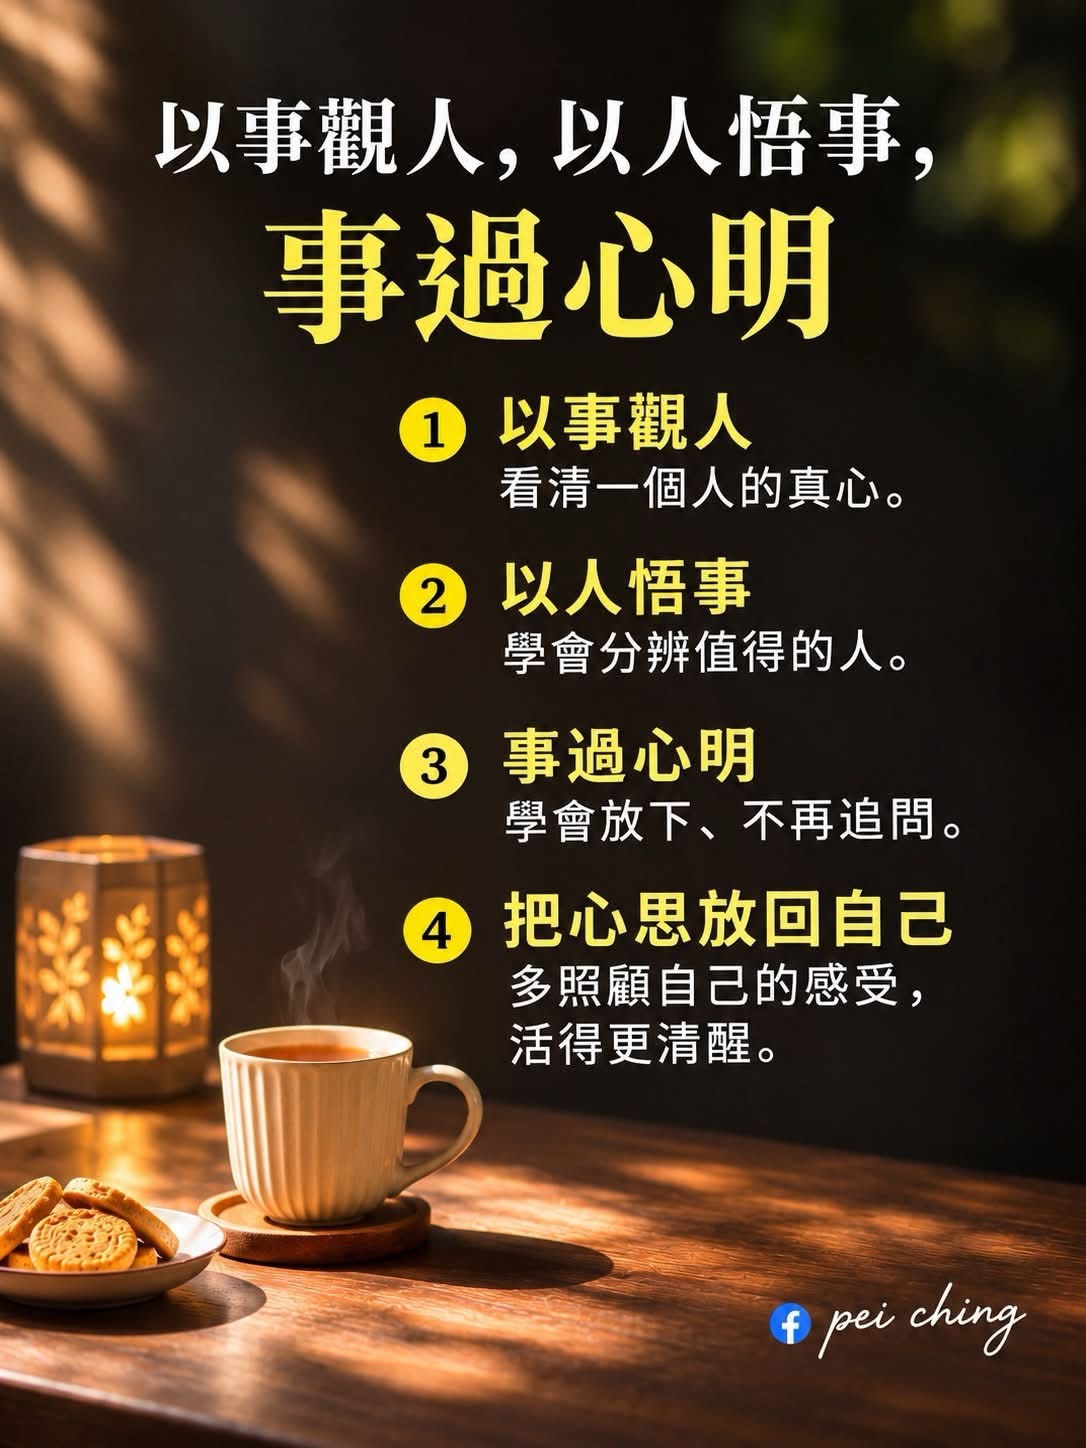 以事觀人，以人悟事，
事過心明
1 以事觀人
看清一個人的真心。
2 以人悟事
學會分辨值得的人。
3 事過心明
學會放下、不再追問。
4 把心思放回自己
多照顧自己的感受，
活得更清醒。
f pei ching